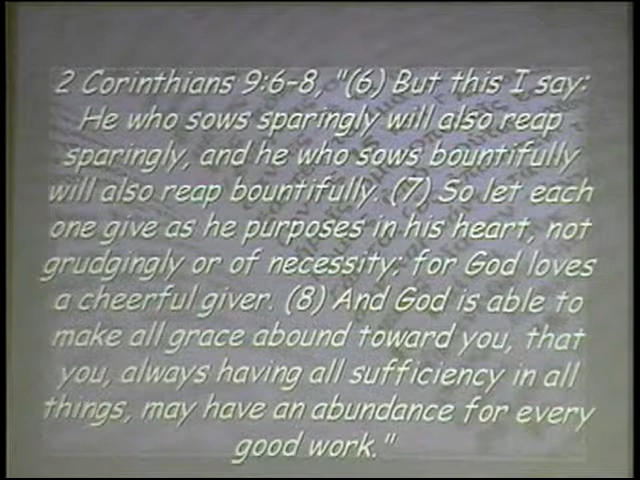 2 Corinthians 9:6-8, "(6) But this I say:
He who sows sparingly will also reap
sparingly, and he who sows bountifully
will also reap bountifully. (7) So let each
one give as he purposes in his heart, not
grudgingly or of necessity; for God loves
a cheerful giver. (8) And God is able to
make all grace abound toward you, that
you, always having all sufficiency in all
things, may have an abundance for every
good work."